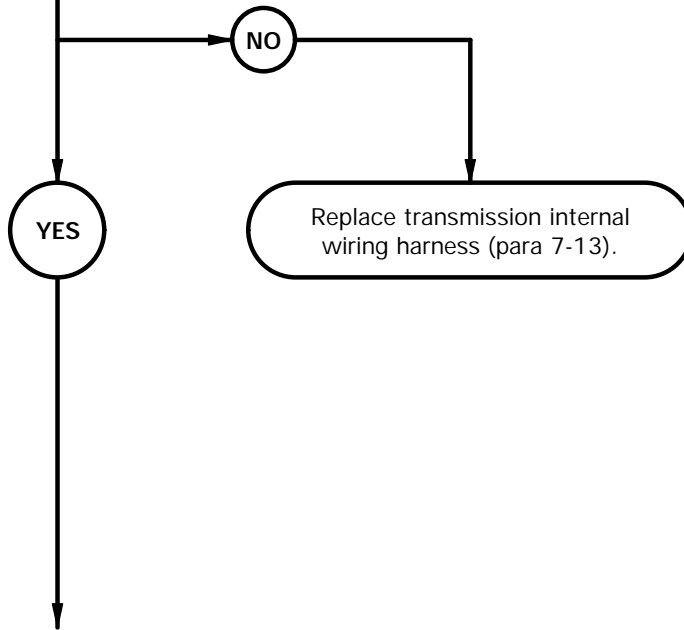 NO
YES
Replace transmission internal
wiring harness (para 7-13).